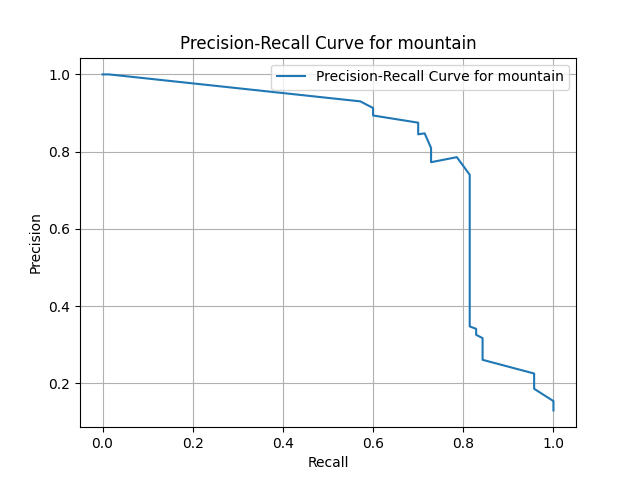 Precision-Recall Curve for mountain
Precision-Recall Curve for mountain
1.0
0.8
0.6
0.4
0.2
Precision
0.0 0.2 0.4 0.6 0.8 1.0
Recall